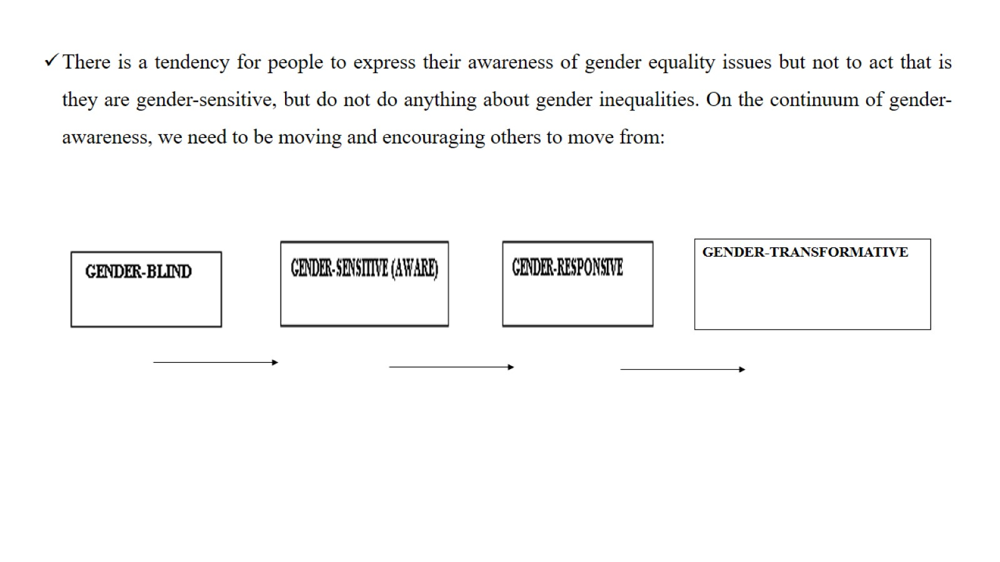 ✓ There is a tendency for people to express their awareness of gender equality issues but not to act that is
they are gender-sensitive, but do not do anything about gender inequalities. On the continuum of gender-
awareness, we need to be moving and encouraging others to move from:
GENDER-BLIND
GENDER-SENSITIVE (AWARE)
GENDER-RESPONSIVE
GENDER-TRANSFORMATIVE